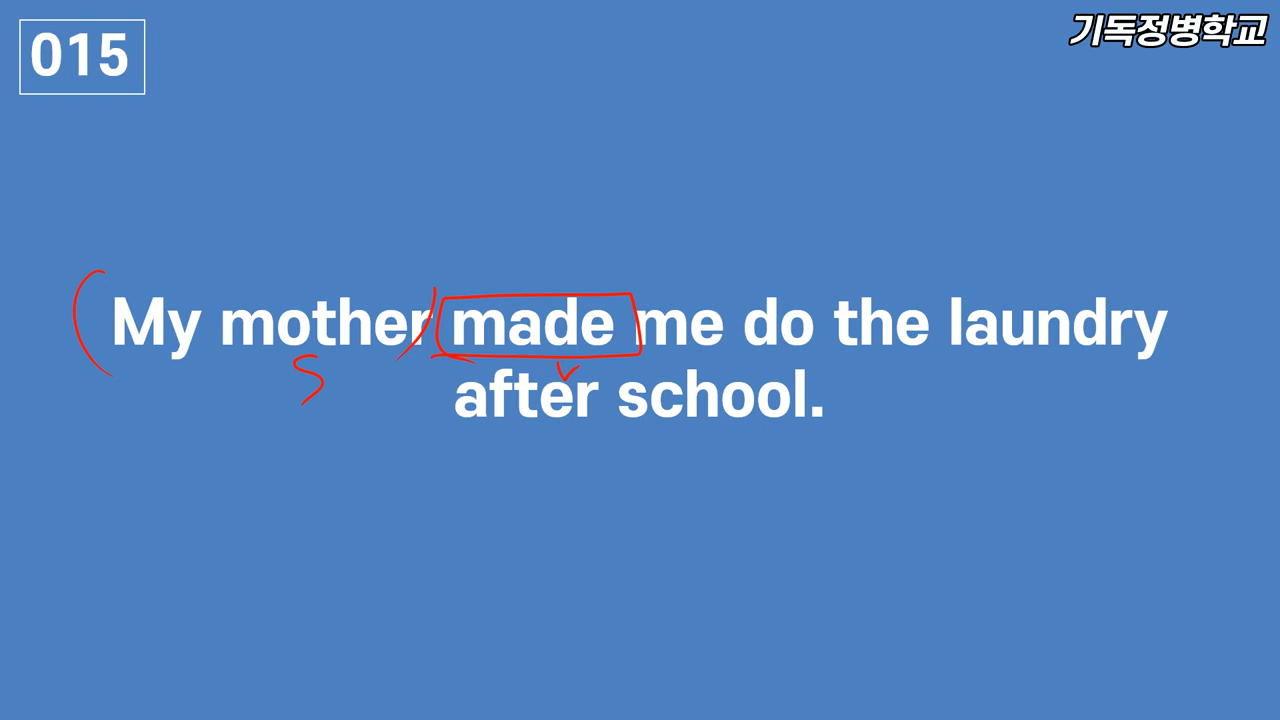 015
기독정병학교
My mother made me do the laundry
S
v
after school.